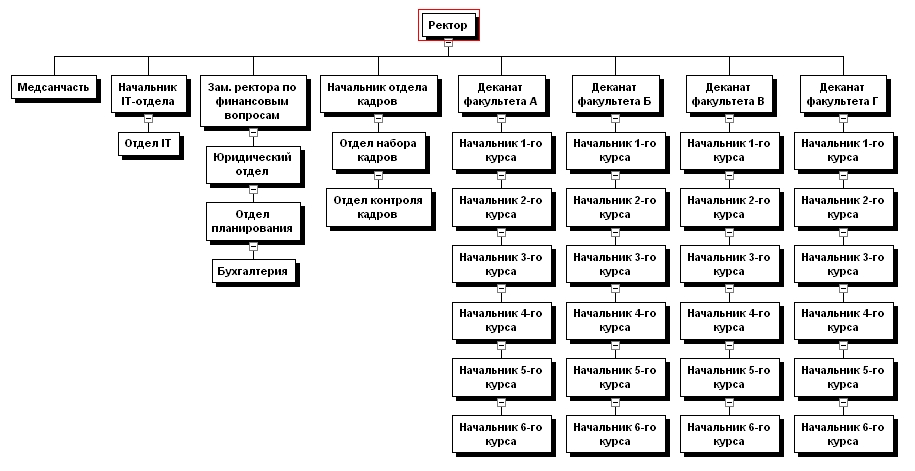 Ректор
Медсанчасть
Начальник
IT-отдела
Зам. ректора по
финансовым
вопросам
Начальник отдела
кадров
Деканат
факультета А
Деканат
факультета Б
Деканат
факультета В
Деканат
факультета Г
Отдел IT
Юридический
отдел
Отдел
планирования
Бухгалтерия
Отдел набора
кадров
Отдел контроля
кадров
Начальник 1-го
курса
Начальник 2-го
курса
Начальник 3-го
курса
Начальник 4-го
курса
Начальник 5-го
курса
Начальник 6-го
курса
Начальник 1-го
курса
Начальник 2-го
курса
Начальник 3-го
курса
Начальник 4-го
курса
Начальник 5-го
курса
Начальник 6-го
курса
Начальник 1-го
курса
Начальник 2-го
курса
Начальник 3-го
курса
Начальник 4-го
курса
Начальник 5-го
курса
Начальник 6-го
курса
Начальник 1-го
курса
Начальник 2-го
курса
Начальник 3-го
курса
Начальник 4-го
курса
Начальник 5-го
курса
Начальник 6-го
курса